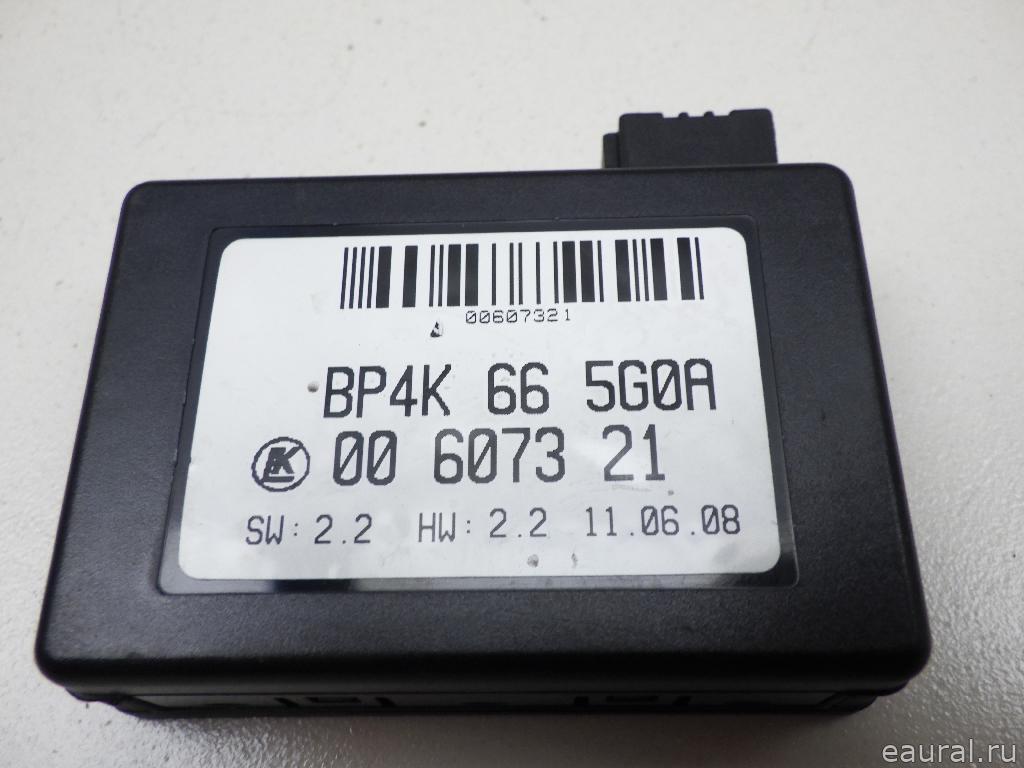 00607321
BP4K 66 5G0A
00 6073 21
SW: 2.2 HW: 2.2 11.06.08
eaural.ru